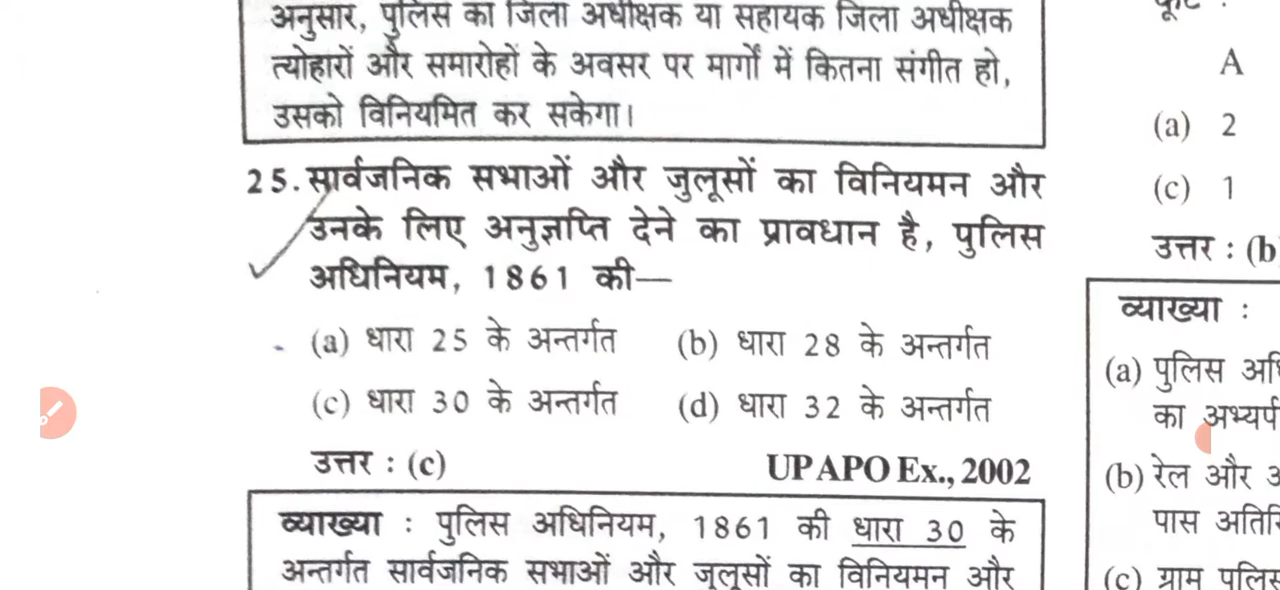 अनुसार, पुलिस का जिला अधीक्षक या सहायक जिला अधीक्षक
त्योहारों और समारोहों के अवसर पर मार्गों में कितना संगीत हो,
उसको विनियमित कर सकेगा।
25. सार्वजनिक सभाओं और जुलूसों का विनियमन और
उनके लिए अनुज्ञप्ति देने का प्रावधान है, पुलिस
अधिनियम, 1861 की—
(a) धारा 25 के अन्तर्गत (b) धारा 28 के अन्तर्गत
(c) धारा 30 के अन्तर्गत (d) धारा 32 के अन्तर्गत
उत्तर : (c) UP APO Ex., 2002
व्याख्या : पुलिस अधिनियम, 1861 की धारा 30 के
अन्तर्गत सार्वजनिक सभाओं और जुलूसों का विनियमन और
A
(a) 2
(c) 1
उत्तर : (b)
व्याख्या :
(a) पुलिस
का
(b) रेल और
पास
(c) ग्राम पुलिस